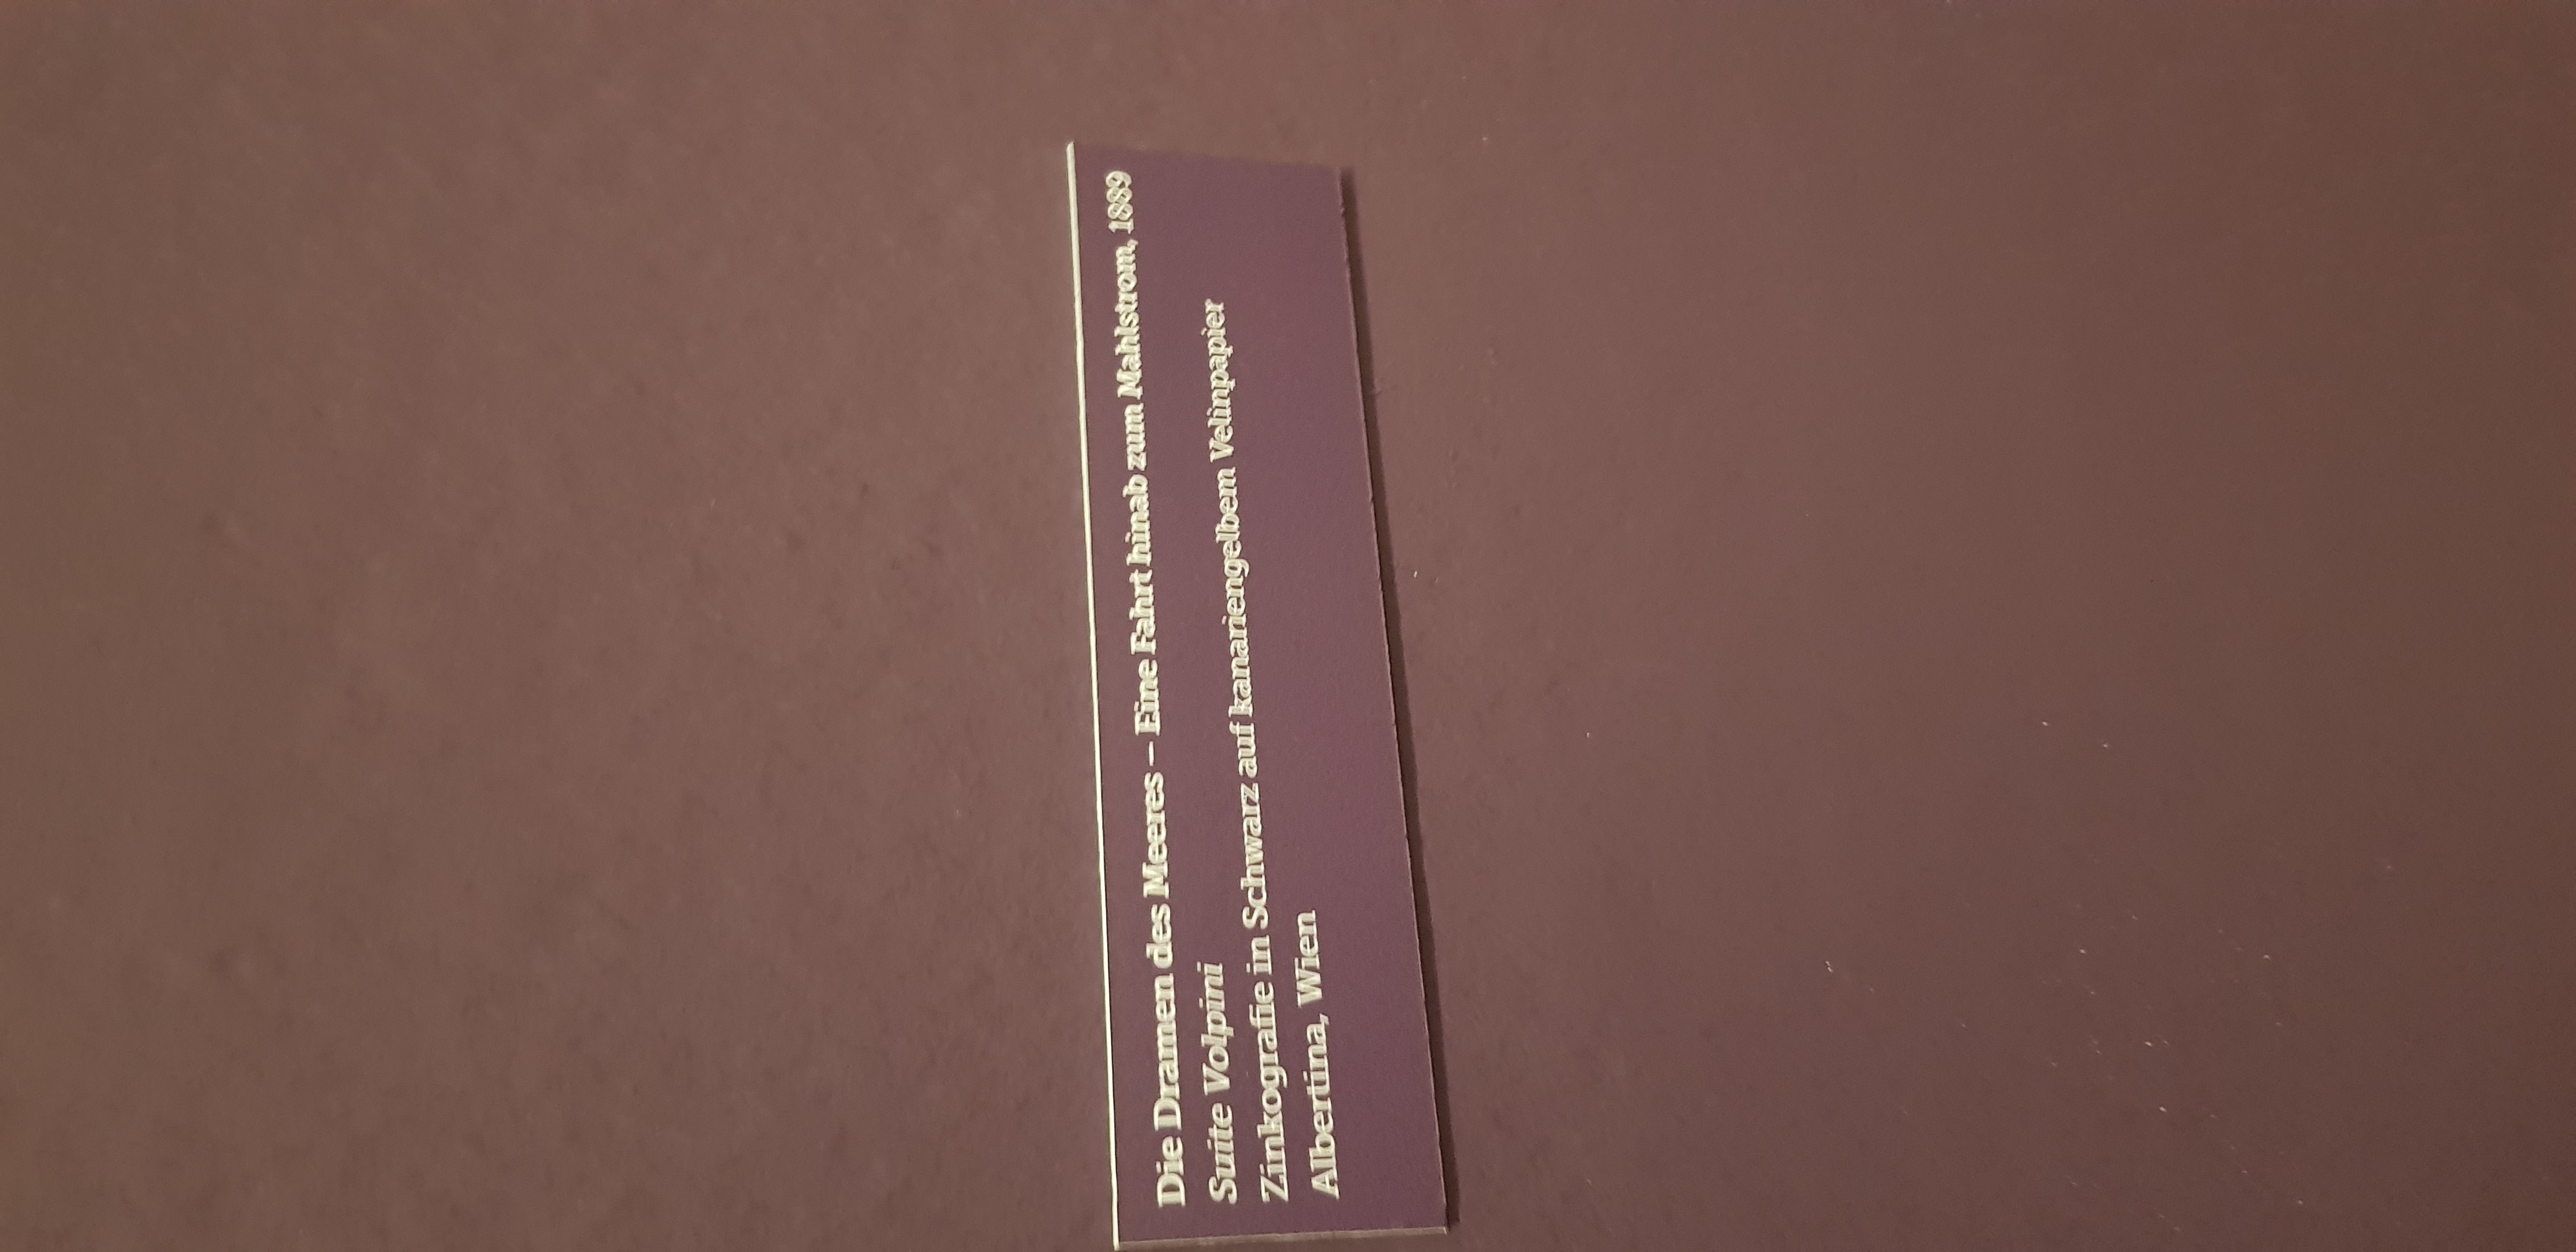 Die Dramen des Meeres – Eine Fahrt hinab zum Mahlstrom, 1889
Suite Volpini
Zinkografie in Schwarz auf kanariengelbem Velinpapier
Albertina, Wien